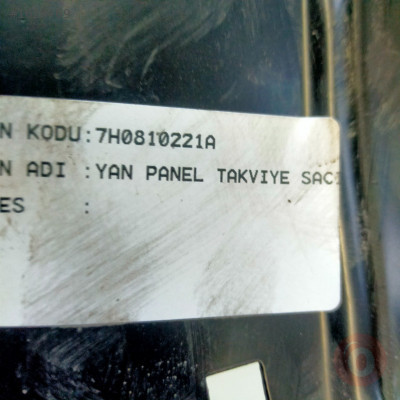 N KODU:7H0810221A
N ADI :YAN PANEL TAKVIYE SAC
ES :